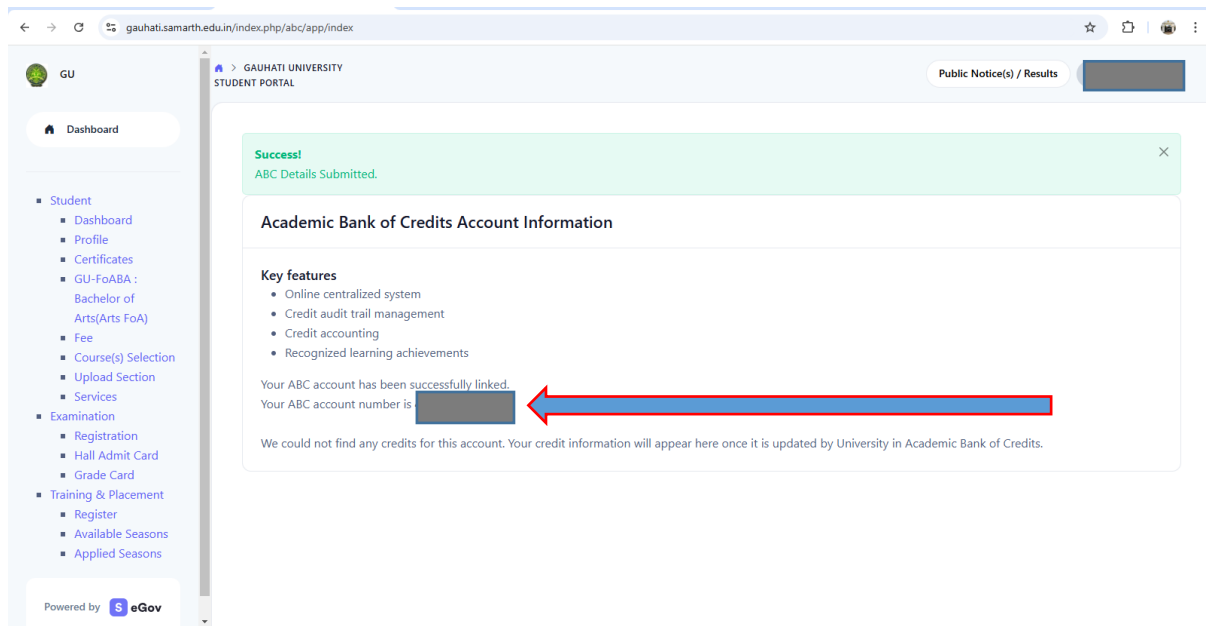 gauhati.samarth.edu.in/index.php/abc/app/index
GU
> GAUHATI UNIVERSITY
STUDENT PORTAL
Public Notice(s) / Results
Dashboard
Student
Dashboard
Profile
Certificates
GU-FoABA :
Bachelor of
Arts(Arts FoA)
Fee
Course(s) Selection
Upload Section
Services
Examination
Registration
Hall Admit Card
Grade Card
Training & Placement
Register
Available Seasons
Applied Seasons
Powered by S eGov
Success!
ABC Details Submitted.
Academic Bank of Credits Account Information
Key features
Online centralized system
Credit audit trail management
Credit accounting
Recognized learning achievements
Your ABC account has been successfully linked.
Your ABC account number is
We could not find any credits for this account. Your credit information will appear here once it is updated by University in Academic Bank of Credits.